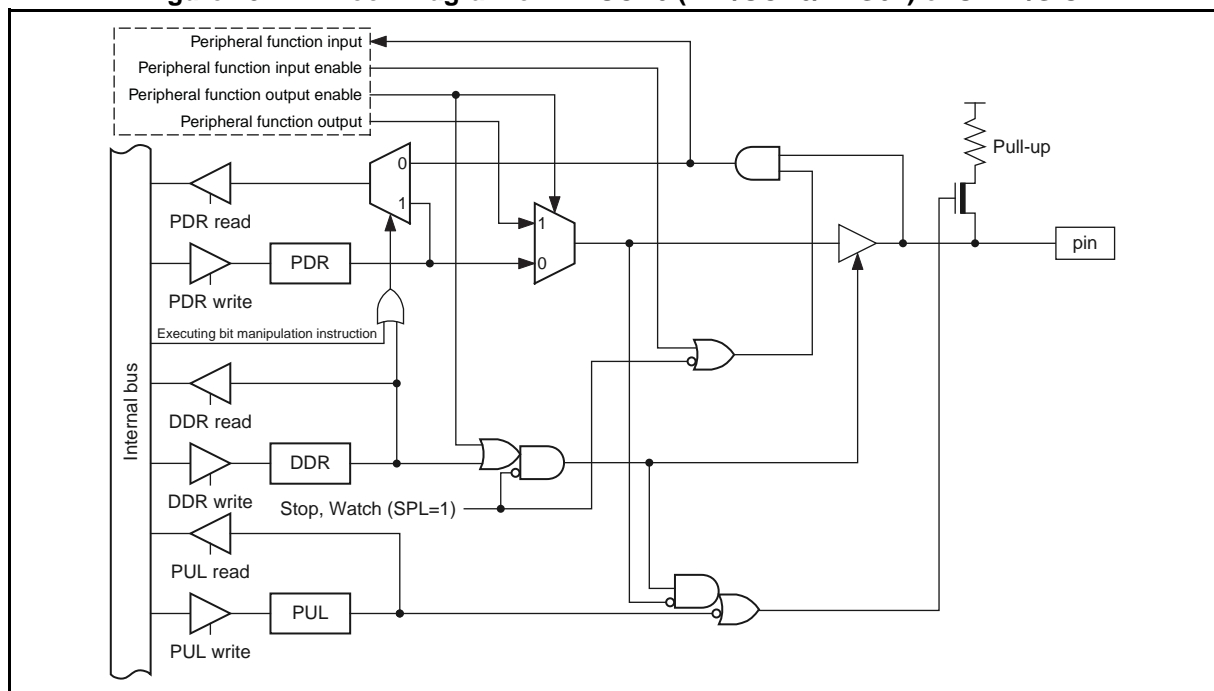 Peripheral function input
Peripheral function input enable
Peripheral function output enable
Peripheral function output
Pull-up
0
1
PDR read
1
pin
PDR
0
PDR write
Executing bit manipulation instruction
Internal bus
DDR read
DDR
DDR write
Stop, Watch (SPL=1)
PUL read
PUL
PUL write